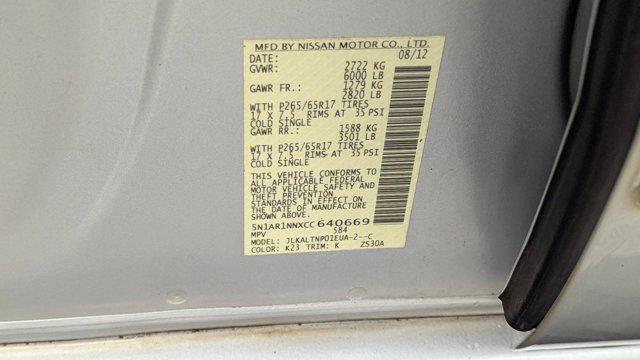 MFD BY NISSAN MOTOR CO., LTD.
DATE: 08/12
GVWR: 2722 KG
6000 LB
GAWR FR.: 1279 KG
2820 LB
WITH P265/65R17 TIRES
17 X 7.5 RIMS AT 35 PSI
COLD SINGLE
GAWR RR.: 1588 KG
3501 LB
WITH P265/65R17 TIRES
17 X 7.5 RIMS AT 35 PSI
COLD SINGLE
THIS VEHICLE CONFORMS TO
ALL APPLICABLE FEDERAL
MOTOR VEHICLE SAFETY AND
THEFT PREVENTION
STANDARDS IN EFFECT ON
THE DATE OF MANUFACTURE
SHOWN ABOVE.
5N1AR1NNXCC640669
MPV 584
MODEL: JLKALTNP01EUA-2--C
COLOR: K23 TRIM: K ZS30A